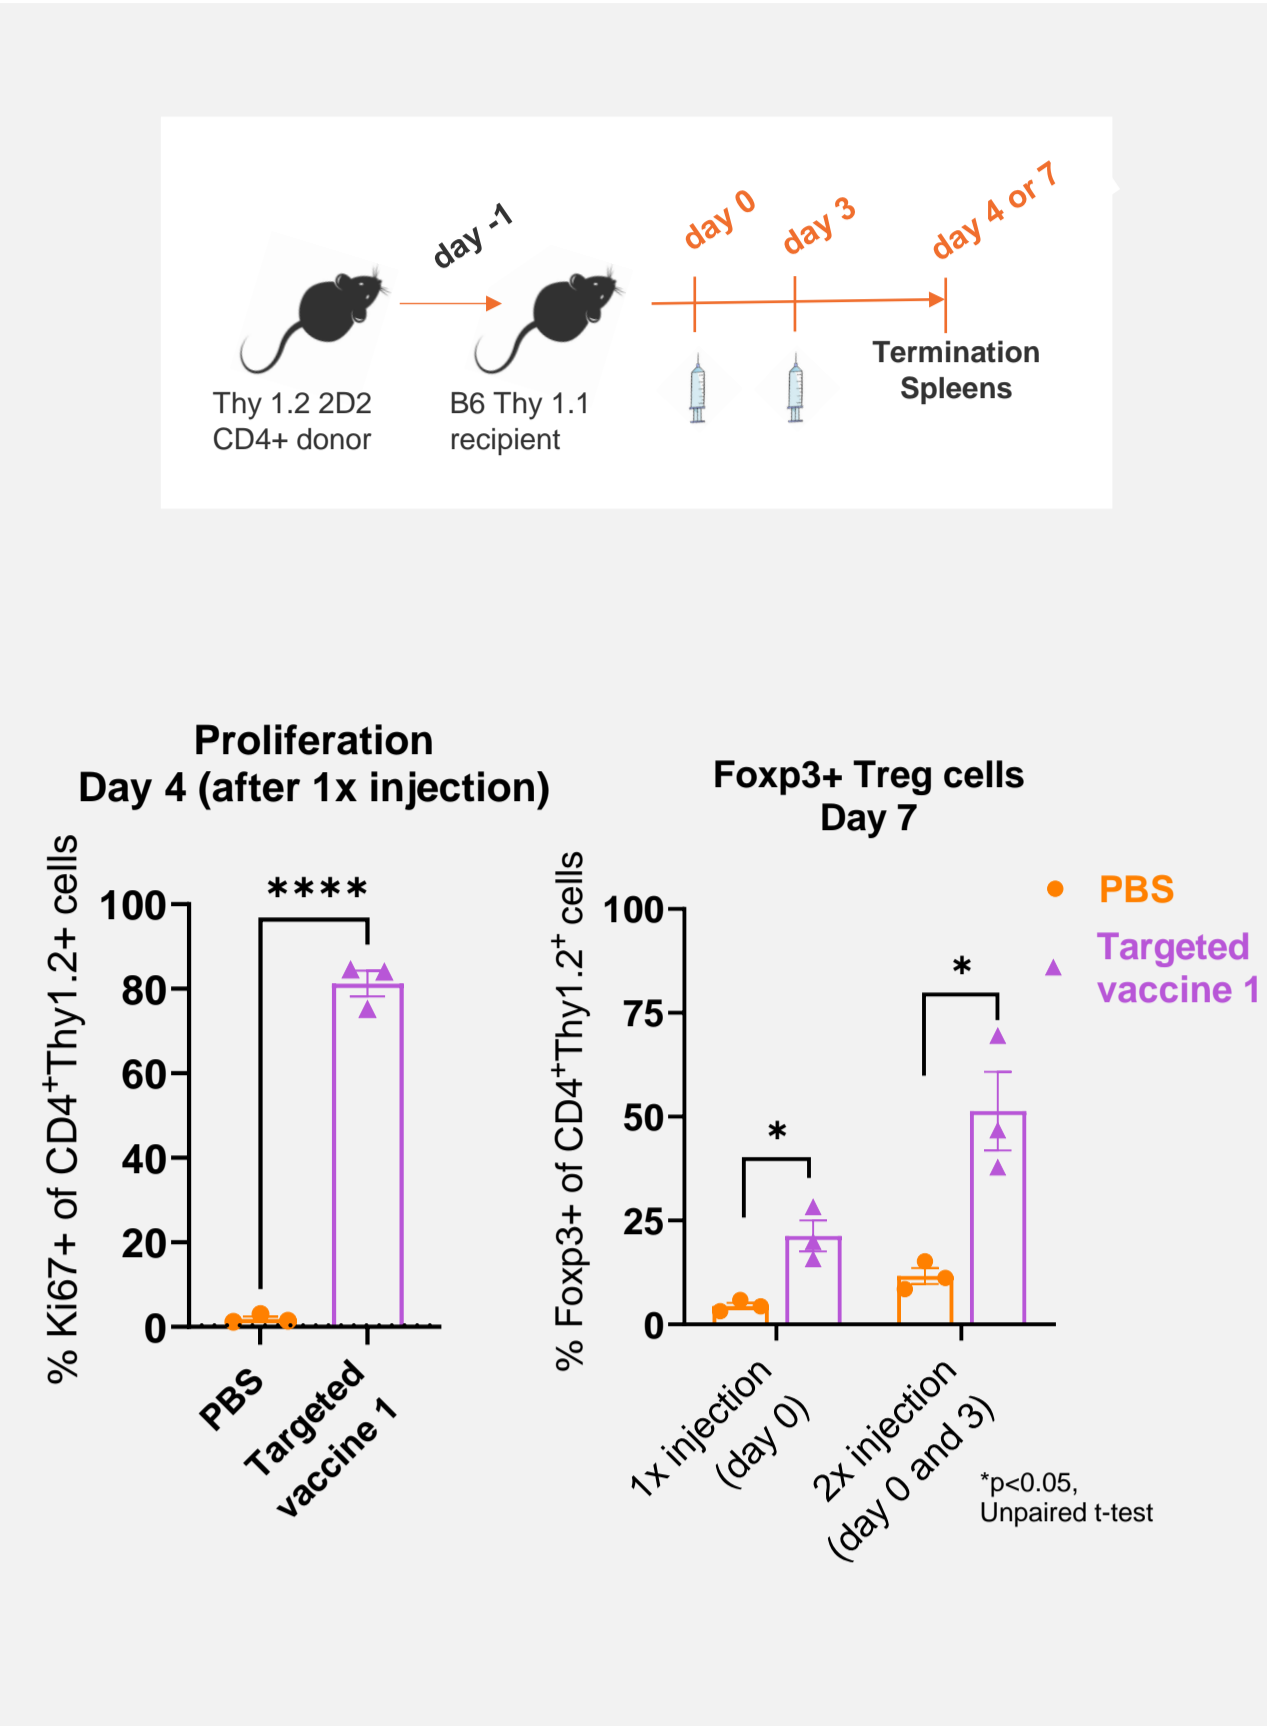 day -1
day 0
day 3
day 4 or 7
Thy 1.2 2D2
CD4+ donor
B6 Thy 1.1
recipient
Termination
Spleens
Proliferation
Day 4 (after 1x injection)
% Ki67+ of CD4⁺Thy1.2+ cells
****
100
80
60
40
20
0
PBS
Targeted
vaccine 1
Foxp3+ Treg cells
Day 7
% Foxp3+ of CD4⁺Thy1.2⁺ cells
100
75
50
25
0
*
*
1x injection
(day 0)
2x injection
(day 0 and 3)
PBS
Targeted
vaccine 1
*p<0.05,
Unpaired t-test